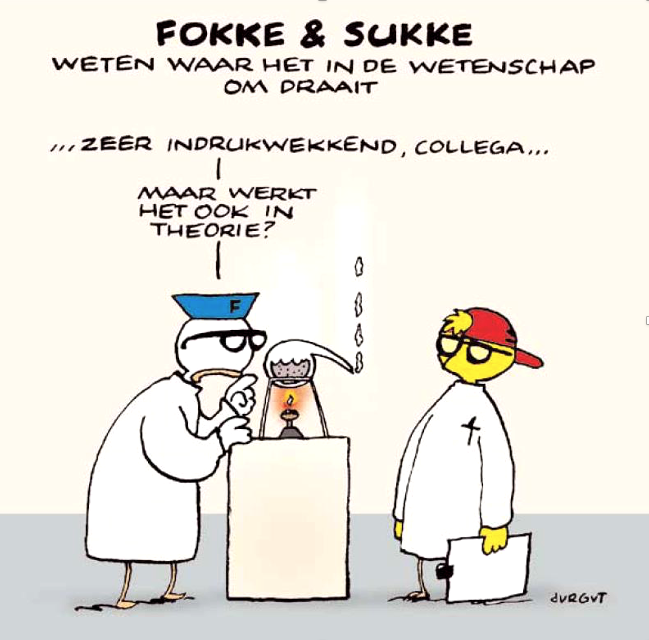 FOKKE & SUKKE
WETEN WAAR HET IN DE WETENSCHAP
OM DRAAIT
...ZEER INDRUKWEKKEND, COLLEGA...
MAAR WERKT
HET OOK IN
THEORIE?
F
dVRGVT